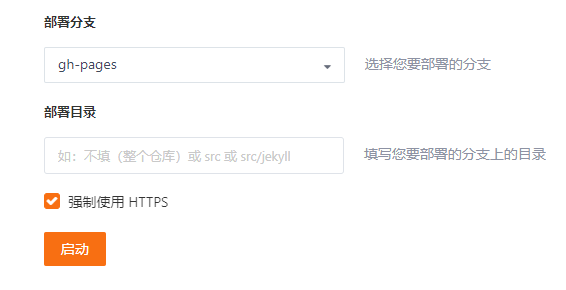 部署分支
gh-pages
选择您要部署的分支
部署目录
如：不填（整个仓库）或 src 或 src/jekyll
填写您要部署的分支上的目录
强制使用 HTTPS
启动